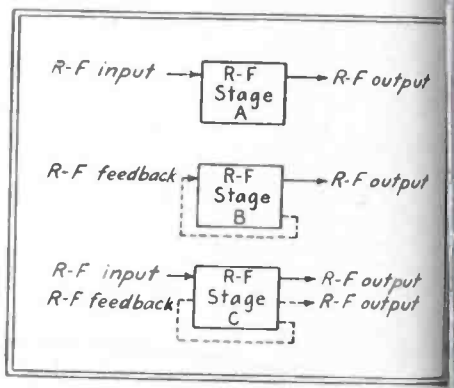 R-F input
R-F
Stage
A
R-F output
R-F feedback
R-F
Stage
B
R-F output
R-F input
R-F feedback
R-F
Stage
C
R-F output
R-F output